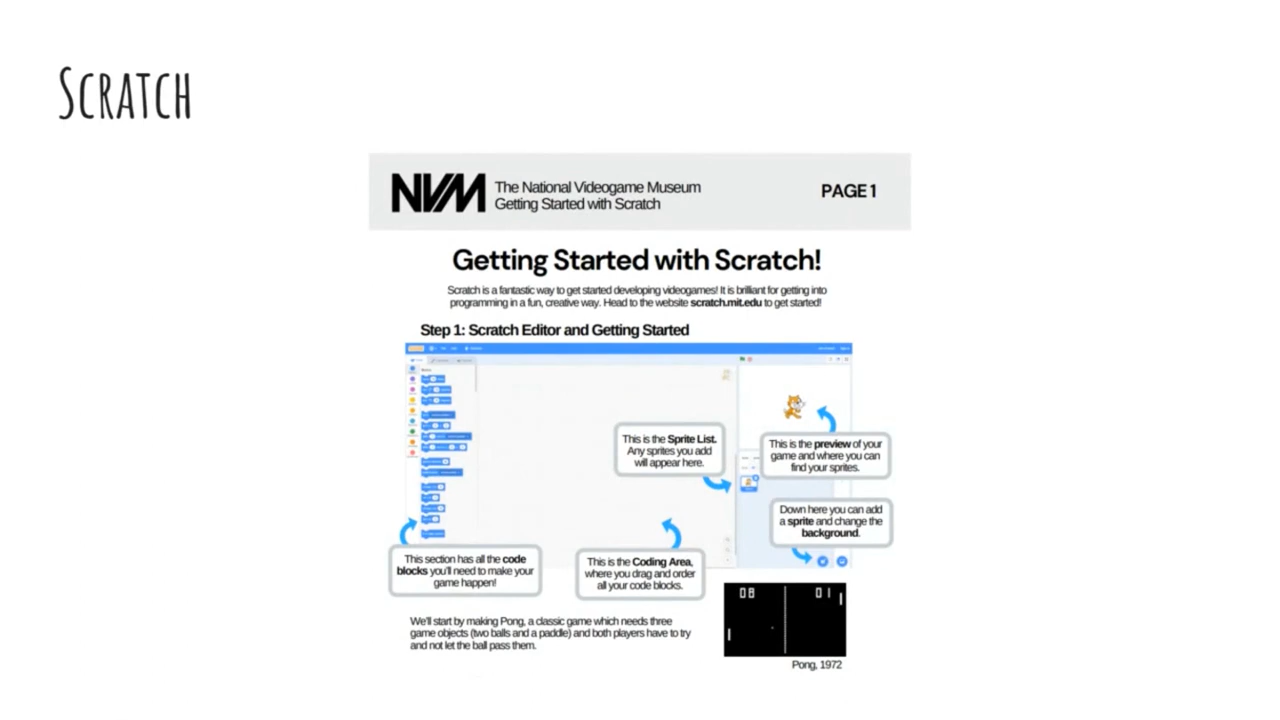 SCRATCH
NVM
The National Videogame Museum
Getting Started with Scratch
PAGE 1
Getting Started with Scratch!
Scratch is a fantastic way to get started developing videogames! It is brilliant for getting into
programming in a fun, creative way. Head to the website scratch.mit.edu to get started!
Step 1: Scratch Editor and Getting Started
This is the Sprite List.
Any sprites you add
will appear here.
This is the preview of your
game and where you can
find your sprites.
Down here you can add
a sprite and change the
background.
This section has all the code
blocks you'll need to make your
game happen!
This is the Coding Area,
where you drag and order
all your code blocks.
We'll start by making Pong, a classic game which needs three
game objects (two balls and a paddle) and both players have to try
and not let the ball pass them.
08
01
Pong, 1972